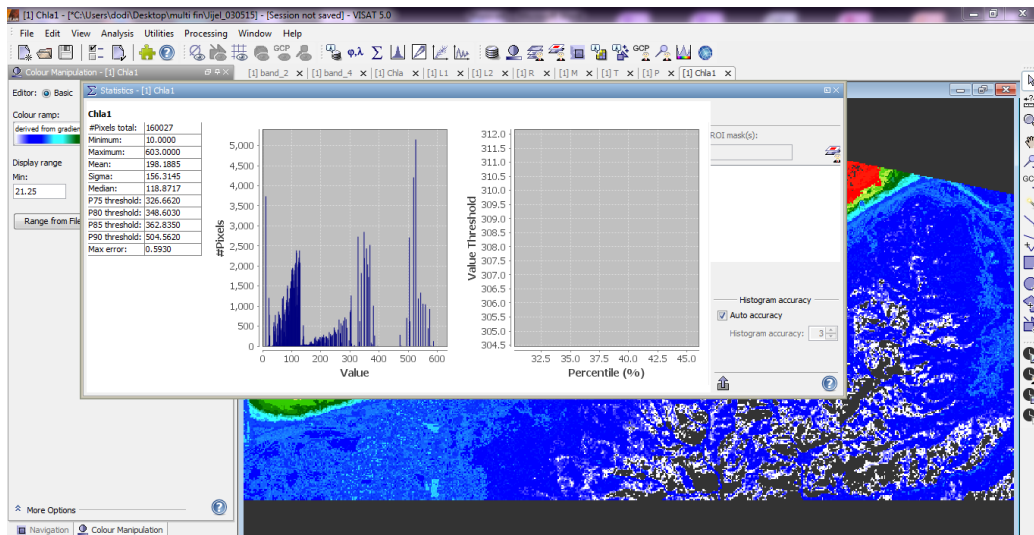 [1] Chla1 - [*C:\Users\dodi\Desktop\multi fin\Jijel_030515] - [Session not saved] - VISAT 5.0
File Edit View Analysis Utilities Processing Window Help
GCP φ,λ Σ GCP
Colour Manipulation - [1] Chla1
[1] band_2 [1] band_4 [1] Chla [1] L1 [1] L2 [1] R [1] M [1] T [1] P [1] Chla1
Editor: Basic
Σ Statistics - [1] Chla1
Colour ramp:
derived from gradien
Display range
Min:
21.25
Range from File
Chla1
#Pixels total: 160027
Minimum: 10.0000
Maximum: 603.0000
Mean: 198.1885
Sigma: 156.3145
Median: 118.8717
P75 threshold: 326.6620
P80 threshold: 348.6030
P85 threshold: 362.8350
P90 threshold: 504.5620
Max error: 0.5930
#Pixels
5,000
4,500
4,000
3,500
3,000
2,500
2,000
1,500
1,000
500
0
0 100 200 300 400 500 600
Value
Value Threshold
312.0
311.5
311.0
310.5
310.0
309.5
309.0
308.5
308.0
307.5
307.0
306.5
306.0
305.5
305.0
304.5
32.5 35.0 37.5 40.0 42.5 45.0
Percentile (%)
ROI mask(s):
Histogram accuracy
Auto accuracy
Histogram accuracy: 3
GC
More Options
Navigation Colour Manipulation